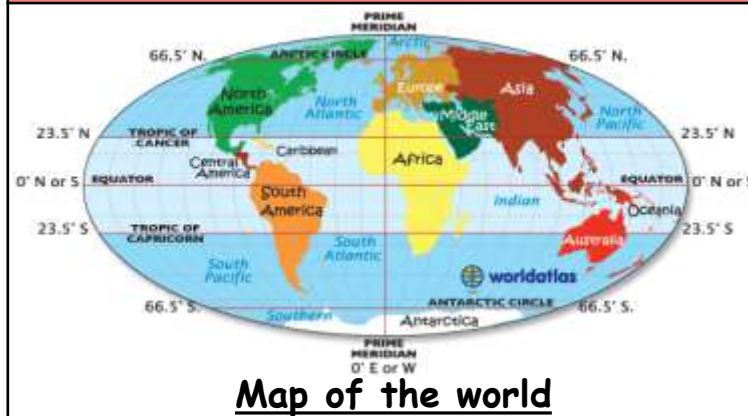 PRIME
MERIDIAN
Arctic
66.5° N.
ARCTIC CIRCLE
66.5° N.
North
America
Europe
Asia
North
Atlantic
Middle
East
North
Pacific
23.5° N
TROPIC OF
CANCER
23.5° N
Caribbean
Central
America
Africa
0° N or S
EQUATOR
EQUATOR
0° N or S
South
America
Indian
Oceania
23.5° S
TROPIC OF
CAPRICORN
Australia
23.5° S
South
Atlantic
South
Pacific
worldatlas
66.5° S.
ANTARCTIC CIRCLE
66.5° S.
Southern
Antarctica
PRIME
MERIDIAN
0° E or W
Map of the world